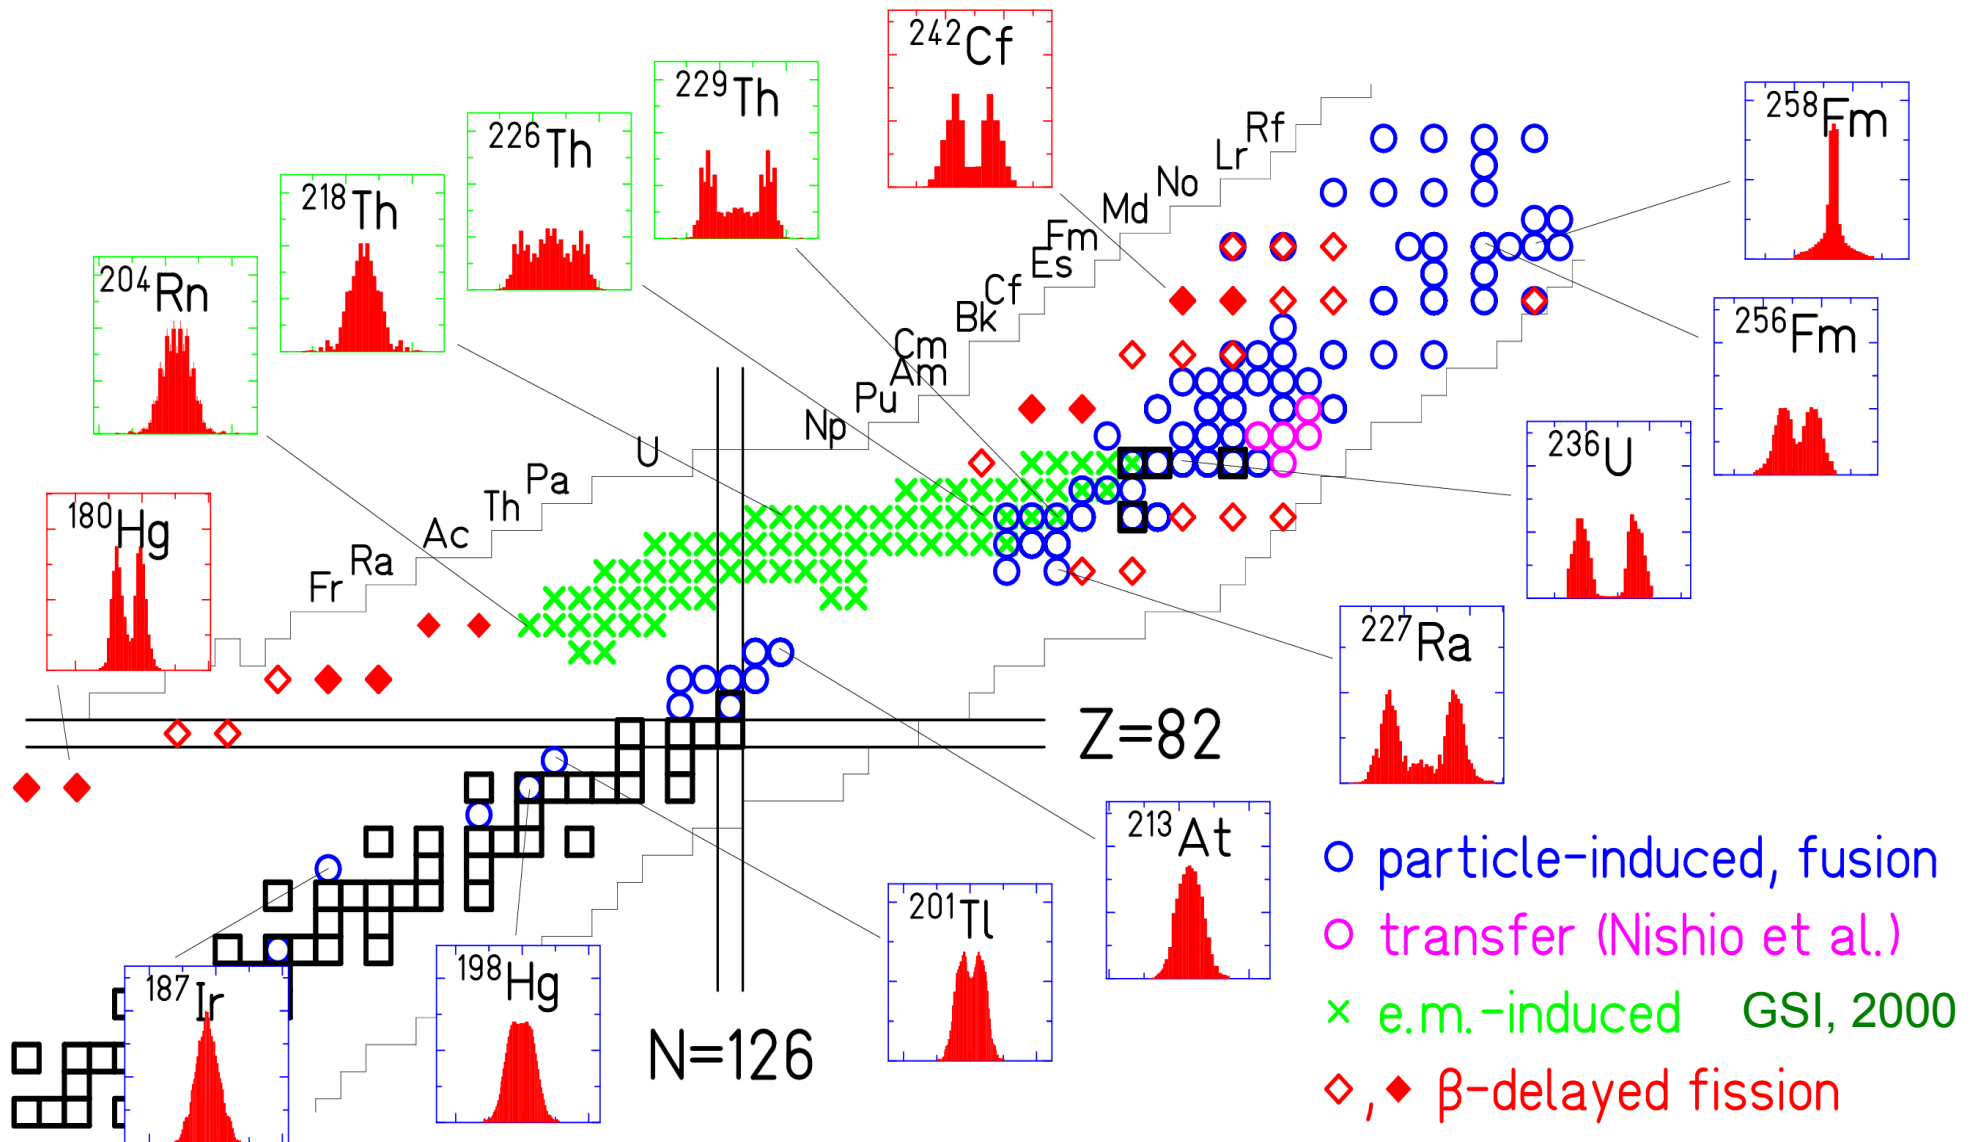 242Cf
229Th
258Fm
226Th
Rf
Lr
218Th
No
Md
Fm
204Rn
Es
Cf
Bk
256Fm
Cm
Am
Pu
Np
U
236U
Pa
180Hg
Th
Ac
Ra
Fr
227Ra
Z=82
213At
particle-induced, fusion
201Tl
transfer (Nishio et al.)
198Hg
187Ir
e.m.-induced GSI, 2000
N=126
, β-delayed fission